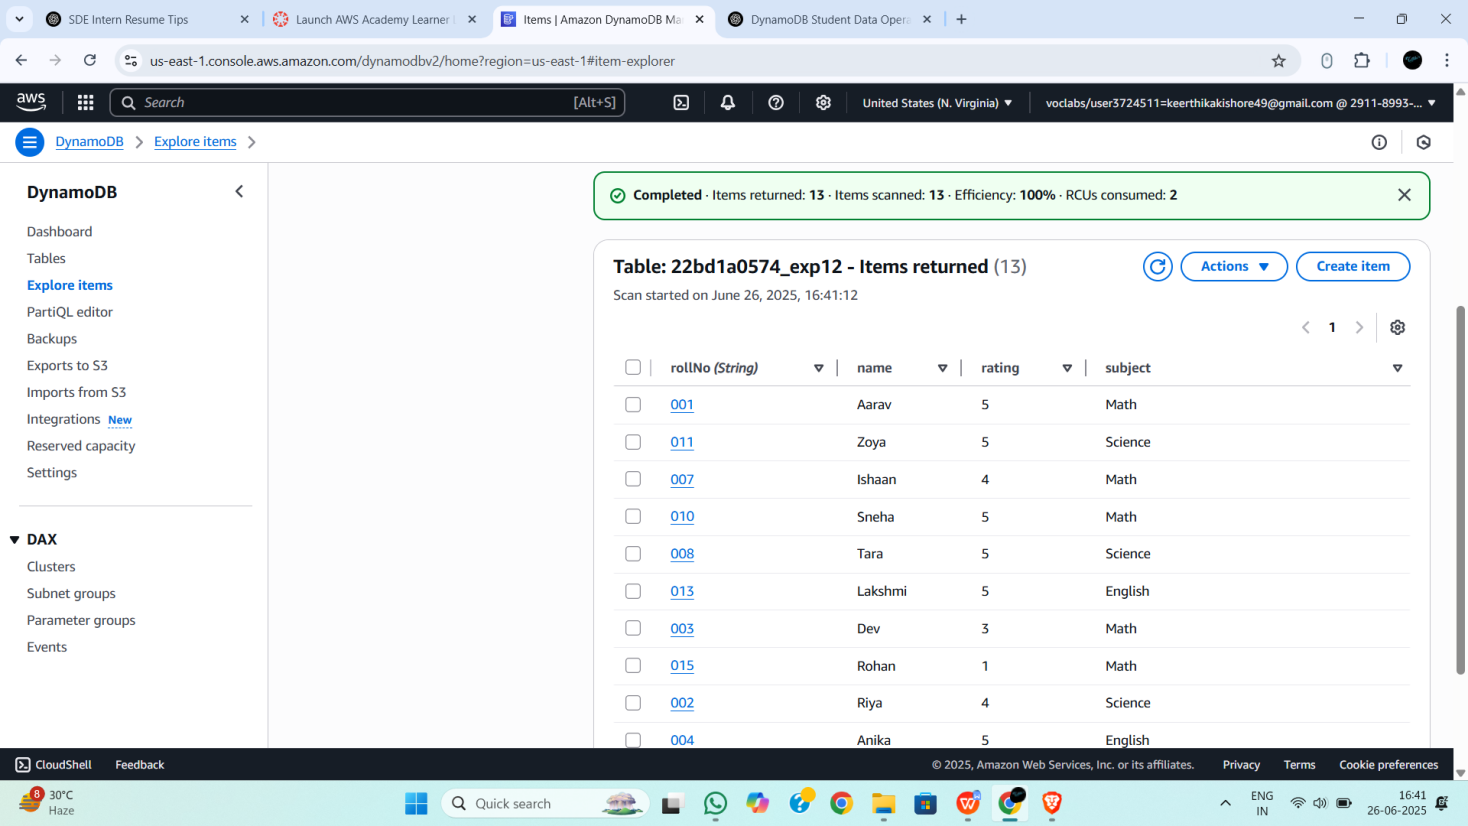 SDE Intern Resume Tips
Launch AWS Academy Learner
Items | Amazon DynamoDB Ma
DynamoDB Student Data Opera
us-east-1.console.aws.amazon.com/dynamodbv2/home?region=us-east-1#item-explorer
aws
Search
[Alt+S]
United States (N. Virginia)
voclabs/user3724511=keerthikakishore49@gmail.com @ 2911-8993-...
DynamoDB
Explore items
DynamoDB
Dashboard
Tables
Explore items
PartiQL editor
Backups
Exports to S3
Imports from S3
Integrations New
Reserved capacity
Settings
DAX
Clusters
Subnet groups
Parameter groups
Events
Completed · Items returned: 13 · Items scanned: 13 · Efficiency: 100% · RCUs consumed: 2
Table: 22bd1a0574_exp12 - Items returned (13)
Actions
Create item
Scan started on June 26, 2025, 16:41:12
1
rollNo (String) name rating subject
001 Aarav 5 Math
011 Zoya 5 Science
007 Ishaan 4 Math
010 Sneha 5 Math
008 Tara 5 Science
013 Lakshmi 5 English
003 Dev 3 Math
015 Rohan 1 Math
002 Riya 4 Science
004 Anika 5 English
CloudShell
Feedback
© 2025, Amazon Web Services, Inc. or its affiliates.
Privacy
Terms
Cookie preferences
8
30°C
Haze
Quick search
ENG
IN
16:41
26-06-2025